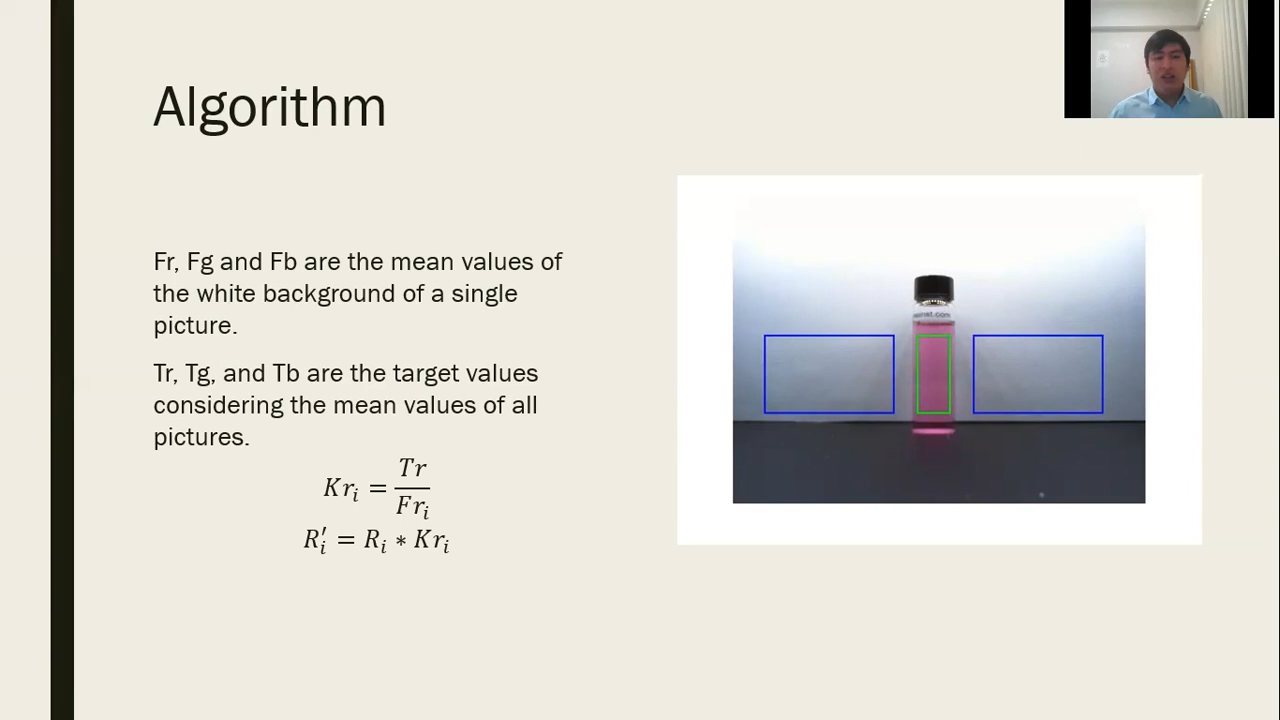 Algorithm
Fr, Fg and Fb are the mean values of
the white background of a single
picture.
Tr, Tg, and Tb are the target values
considering the mean values of all
pictures.
Kr_i = Tr / Fr_i
R'_i = R_i * Kr_i